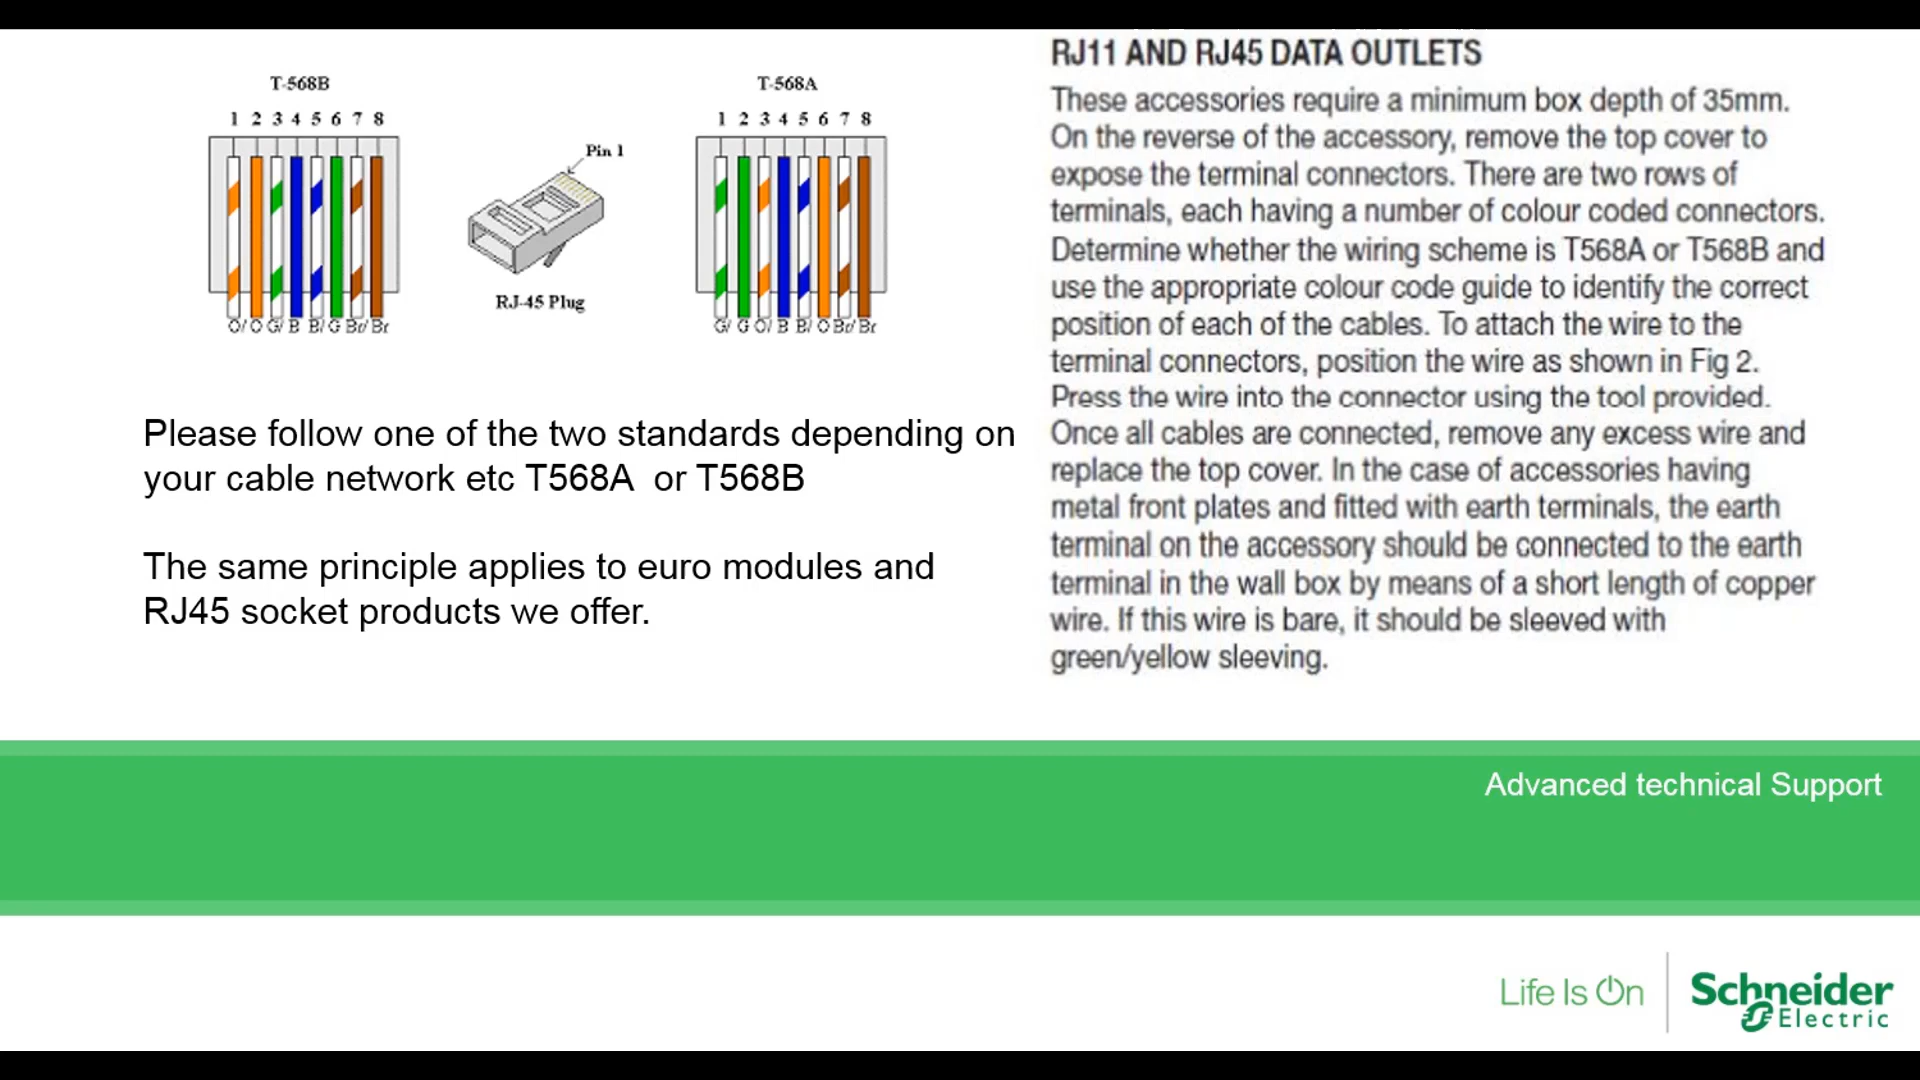 T-568B
1 2 3 4 5 6 7 8
O/ O G/ B B/ G Br/ Br
Pin 1
RJ-45 Plug
T-568A
1 2 3 4 5 6 7 8
G/ G O/ B B/ O Br/ Br
Please follow one of the two standards depending on
your cable network etc T568A or T568B
The same principle applies to euro modules and
RJ45 socket products we offer.
RJ11 AND RJ45 DATA OUTLETS
These accessories require a minimum box depth of 35mm.
On the reverse of the accessory, remove the top cover to
expose the terminal connectors. There are two rows of
terminals, each having a number of colour coded connectors.
Determine whether the wiring scheme is T568A or T568B and
use the appropriate colour code guide to identify the correct
position of each of the cables. To attach the wire to the
terminal connectors, position the wire as shown in Fig 2.
Press the wire into the connector using the tool provided.
Once all cables are connected, remove any excess wire and
replace the top cover. In the case of accessories having
metal front plates and fitted with earth terminals, the earth
terminal on the accessory should be connected to the earth
terminal in the wall box by means of a short length of copper
wire. If this wire is bare, it should be sleeved with
green/yellow sleeving.
Advanced technical Support
Life Is On
Schneider
Electric